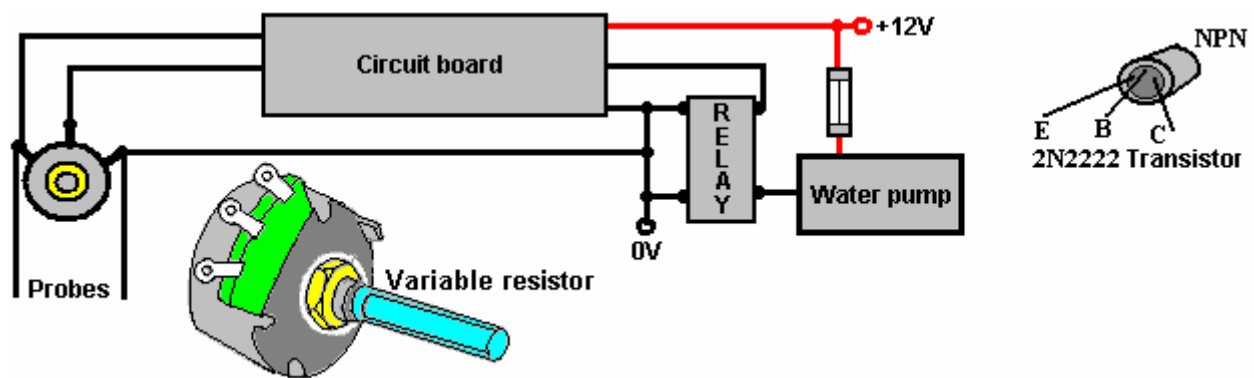 Circuit board
+12V
NPN
R
E
L
A
Y
E
B
C
2N2222 Transistor
Water pump
0V
Probes
Variable resistor